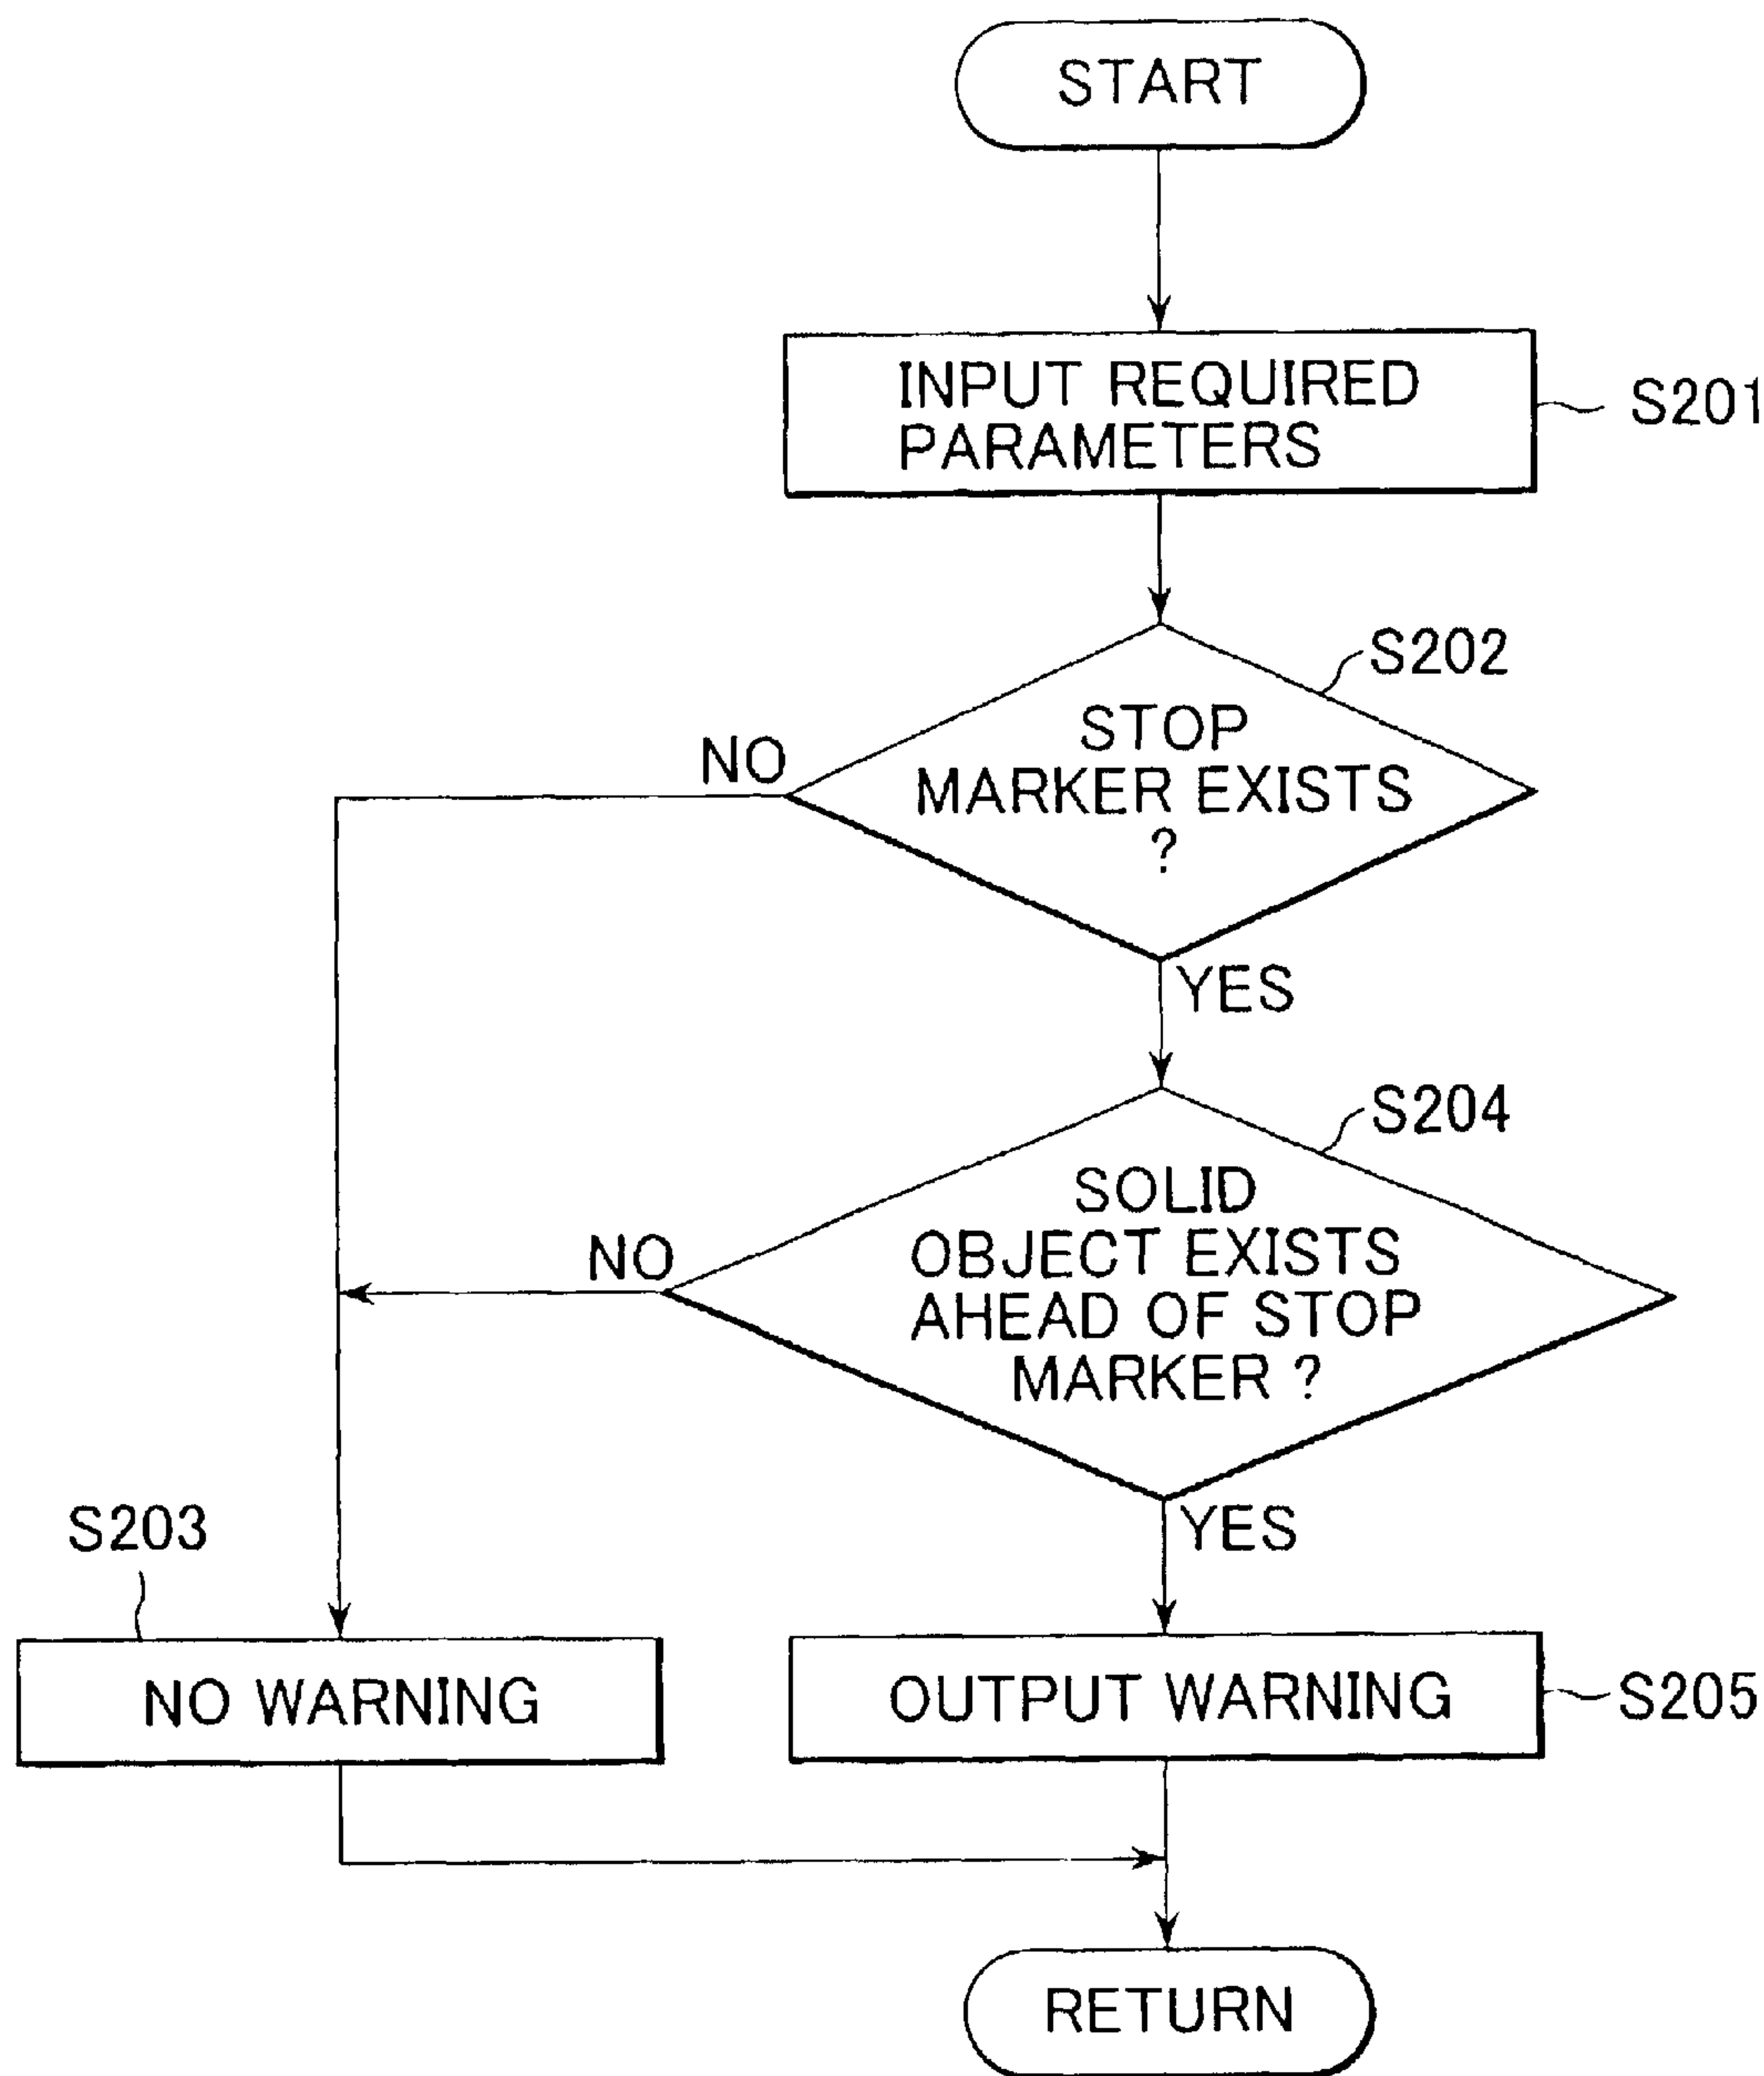 START
INPUT REQUIRED
PARAMETERS
S201
S202
STOP
MARKER EXISTS
?
NO
YES
S204
SOLID
OBJECT EXISTS
AHEAD OF STOP
MARKER ?
NO
YES
S203
NO WARNING
OUTPUT WARNING
S205
RETURN